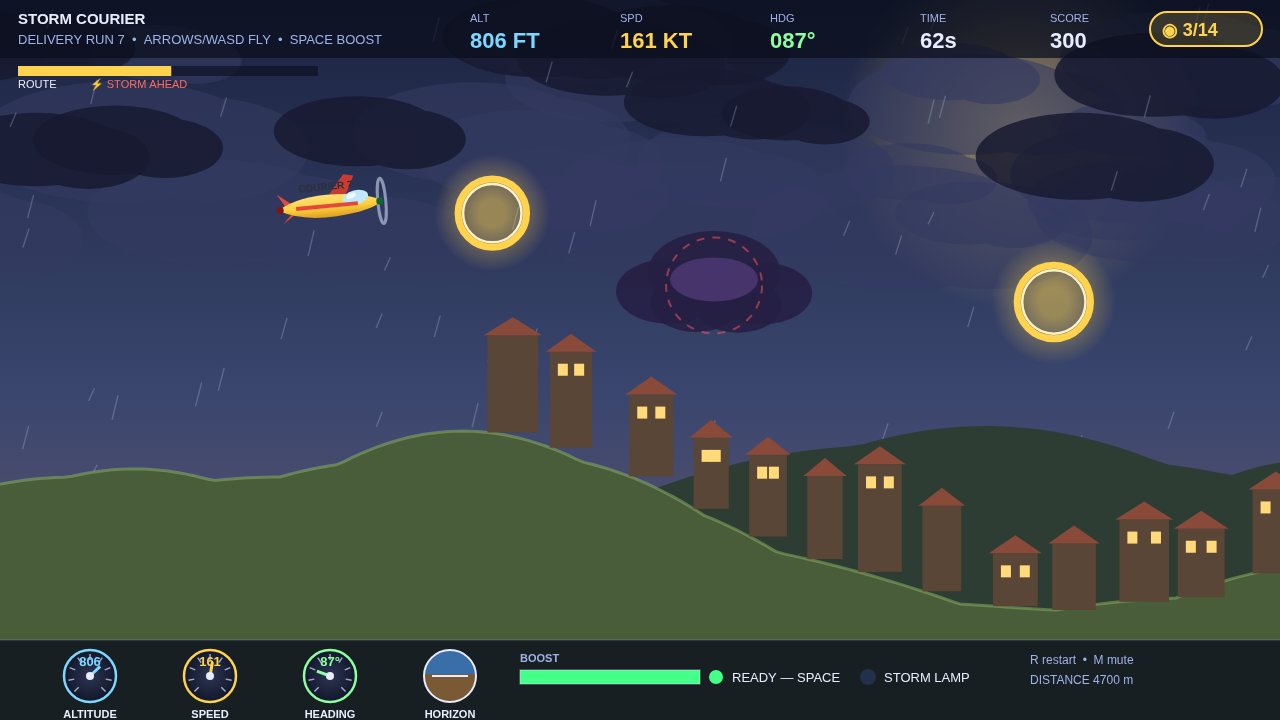 STORM COURIER
DELIVERY RUN 7 • ARROWS/WASD FLY • SPACE BOOST
ALT
806 FT
SPD
161 KT
HDG
087°
TIME
62s
SCORE
300
◉ 3/14
ROUTE
⚡ STORM AHEAD
COURIER 7
806
ALTITUDE
161
SPEED
87°
HEADING
HORIZON
BOOST
READY — SPACE
STORM LAMP
R restart • M mute
DISTANCE 4700 m